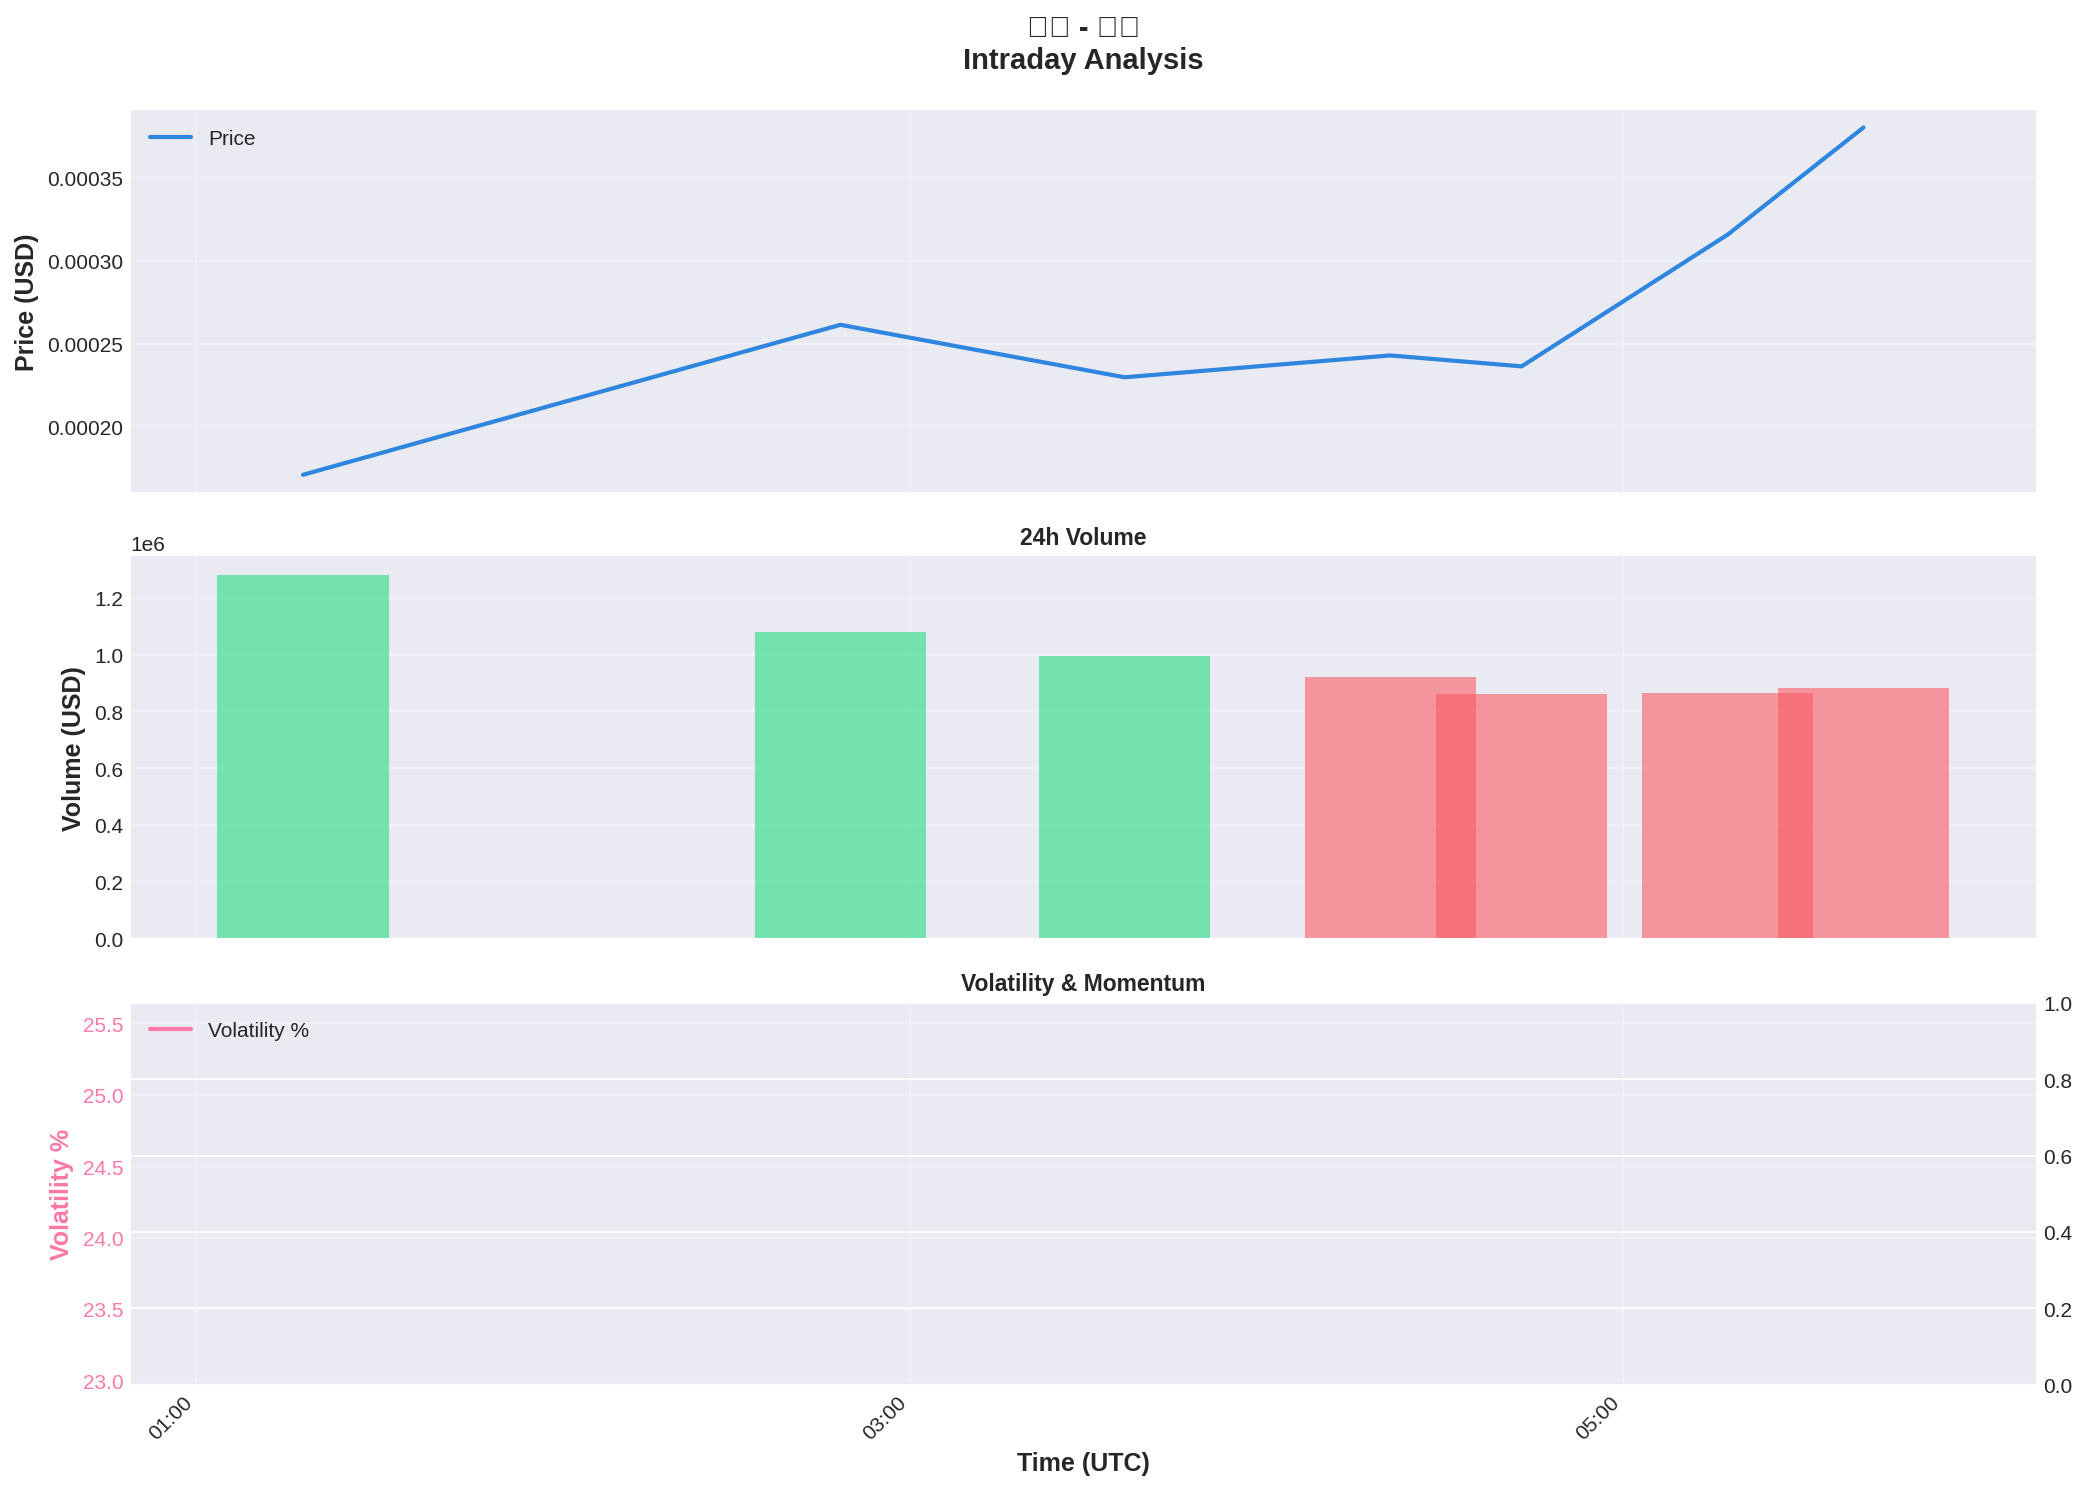 Intraday Analysis
Price
0.00035
0.00030
0.00025
0.00020
Price (USD)
24h Volume
1e6
1.2
1.0
0.8
0.6
0.4
0.2
0.0
Volume (USD)
Volatility & Momentum
Volatility %
25.5
25.0
24.5
24.0
23.5
23.0
Volatility %
1.0
0.8
0.6
0.4
0.2
0.0
01:00
03:00
05:00
Time (UTC)